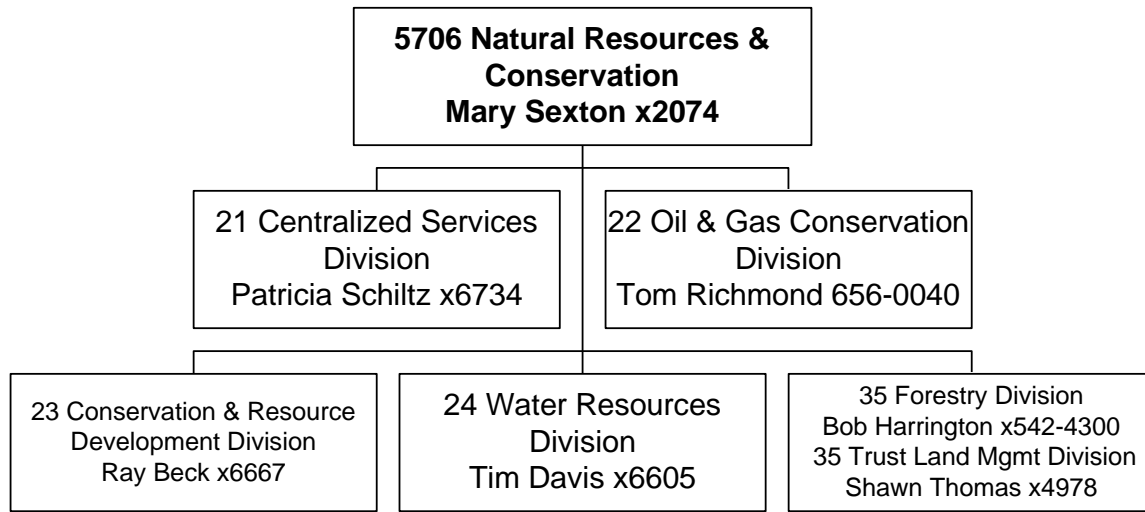 5706 Natural Resources &
Conservation
Mary Sexton x2074
21 Centralized Services
Division
Patricia Schiltz x6734
22 Oil & Gas Conservation
Division
Tom Richmond 656-0040
23 Conservation & Resource
Development Division
Ray Beck x6667
24 Water Resources
Division
Tim Davis x6605
35 Forestry Division
Bob Harrington x542-4300
35 Trust Land Mgmt Division
Shawn Thomas x4978